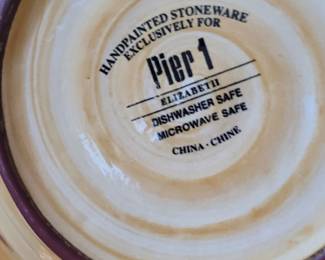 HANDPAINTED STONEWARE
EXCLUSIVELY FOR
Pier 1
ELIZABETH
DISHWASHER SAFE
MICROWAVE SAFE
CHINA · CHINE